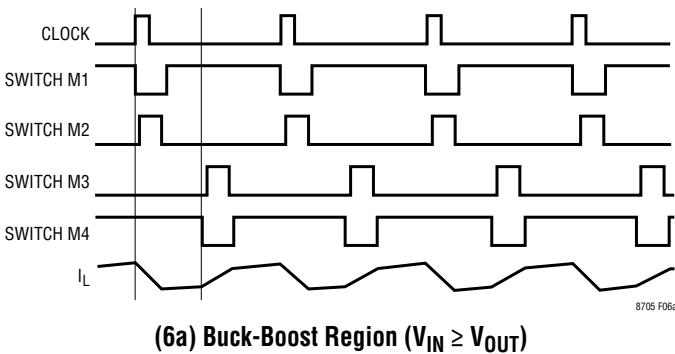 CLOCK
SWITCH M1
SWITCH M2
SWITCH M3
SWITCH M4
IL
8705 F06a
(6a) Buck-Boost Region (VIN ≥ VOUT)